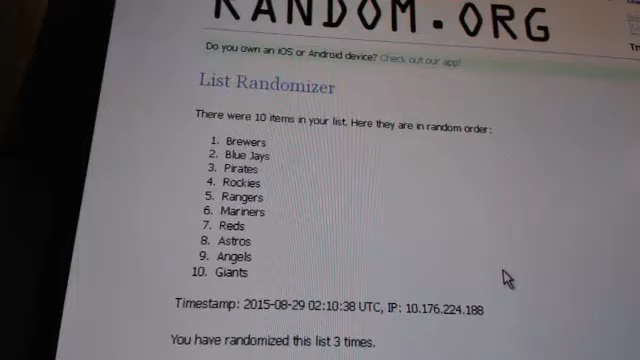 RANDOM.ORG
Do you own an iOS or Android device? Check out our app!
List Randomizer
There were 10 items in your list. Here they are in random order:
1. Brewers
2. Blue Jays
3. Pirates
4. Rockies
5. Rangers
6. Mariners
7. Reds
8. Astros
9. Angels
10. Giants
Timestamp: 2015-08-29 02:10:38 UTC, IP: 10.176.224.188
You have randomized this list 3 times.